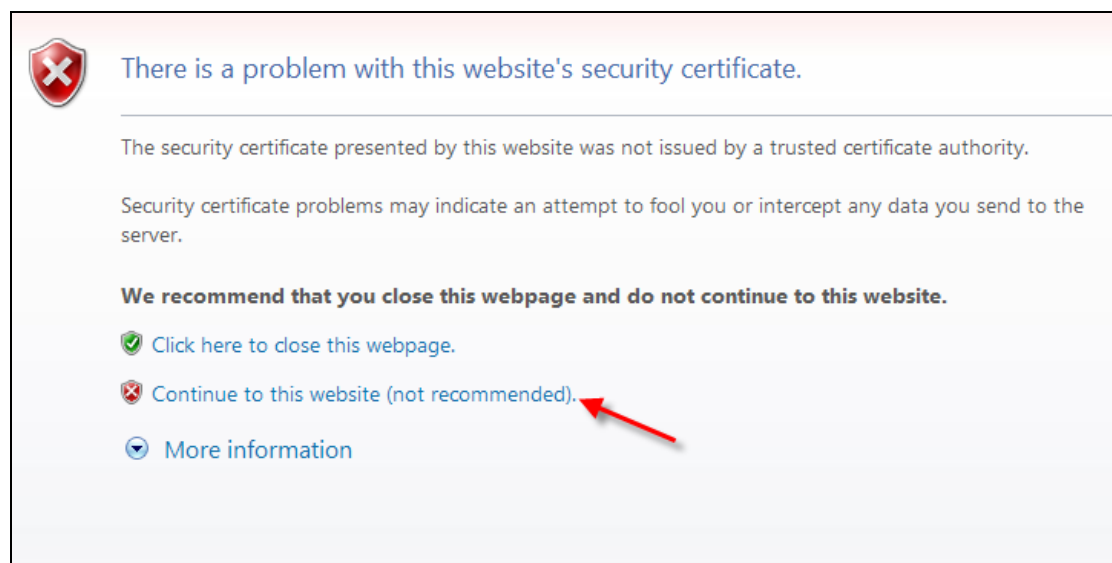 There is a problem with this website's security certificate.
The security certificate presented by this website was not issued by a trusted certificate authority.
Security certificate problems may indicate an attempt to fool you or intercept any data you send to the
server.
We recommend that you close this webpage and do not continue to this website.
Click here to close this webpage.
Continue to this website (not recommended).
More information